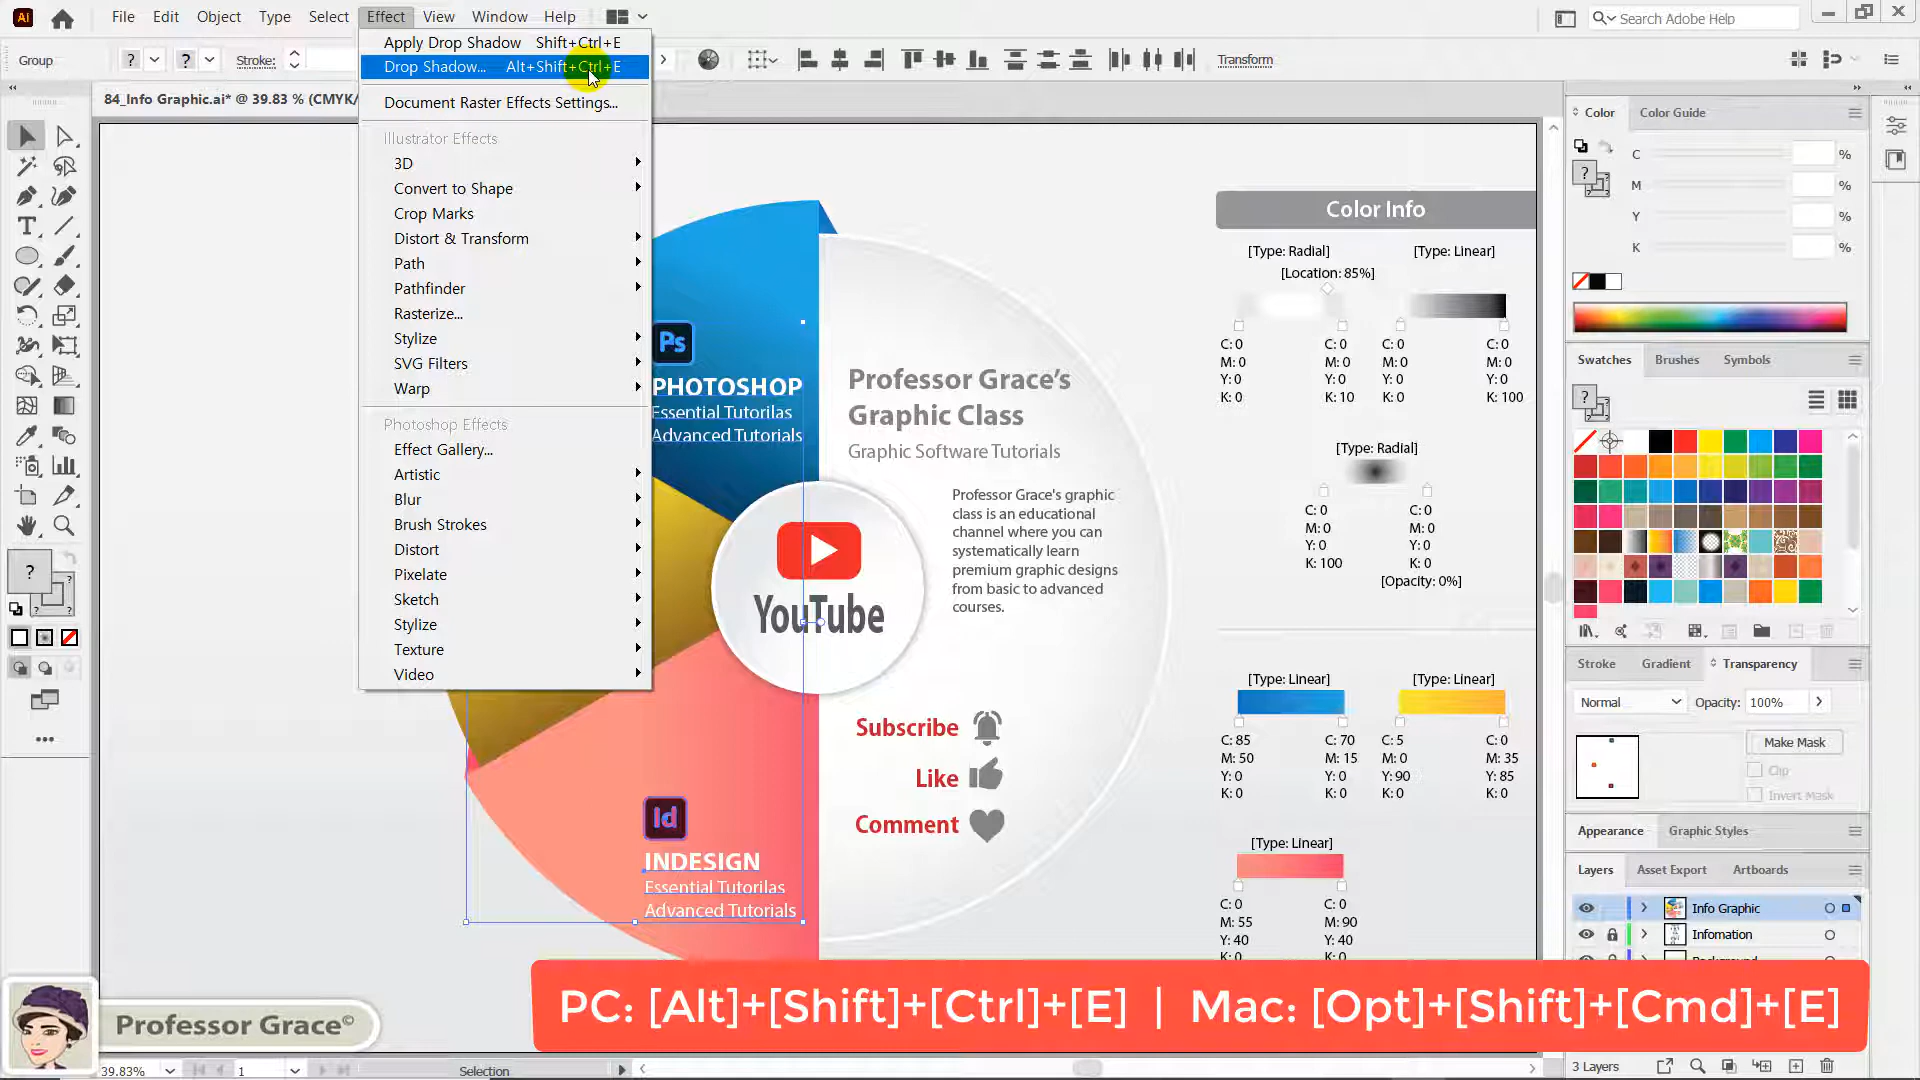 Ai File Edit Object Type Select Effect View Window Help Search Adobe Help
Group ? ? Stroke: Transform
Apply Drop Shadow Shift+Ctrl+E
Drop Shadow... Alt+Shift+Ctrl+E
Document Raster Effects Settings...
Illustrator Effects
3D
Convert to Shape
Crop Marks
Distort & Transform
Path
Pathfinder
Rasterize...
Stylize
SVG Filters
Warp
Photoshop Effects
Effect Gallery...
Artistic
Blur
Brush Strokes
Distort
Pixelate
Sketch
Stylize
Texture
Video
84_Info Graphic.ai* @ 39.83 % (CMYK/
Ps
PHOTOSHOP
Essential Tutorilas
Advanced Tutorials
YouTube
Id
INDESIGN
Essential Tutorilas
Advanced Tutorials
Professor Grace's
Graphic Class
Graphic Software Tutorials
Professor Grace's graphic
class is an educational
channel where you can
systematically learn
premium graphic designs
from basic to advanced
courses.
Subscribe
Like
Comment
Color Info
[Type: Radial] [Type: Linear]
[Location: 85%]
C: 0 C: 0 C: 0 C: 0
M: 0 M: 0 M: 0 M: 0
Y: 0 Y: 0 Y: 0 Y: 0
K: 0 K: 10 K: 0 K: 100
[Type: Radial]
C: 0 C: 0
M: 0 M: 0
Y: 0 Y: 0
K: 100 K: 0
[Opacity: 0%]
[Type: Linear] [Type: Linear]
C: 85 C: 70 C: 5 C: 0
M: 50 M: 15 M: 0 M: 35
Y: 0 Y: 0 Y: 90 Y: 85
K: 0 K: 0 K: 0 K: 0
[Type: Linear]
C: 0 C: 0
M: 55 M: 90
Y: 40 Y: 40
K: 0 K: 0
Color Color Guide
C %
M %
Y %
K %
?
Swatches Brushes Symbols
?
Stroke Gradient Transparency
Normal Opacity: 100%
Make Mask
Clip
Invert Mask
Appearance Graphic Styles
Layers Asset Export Artboards
Info Graphic
Infomation
Background
3 Layers
?
Professor Grace©
PC: [Alt]+[Shift]+[Ctrl]+[E] | Mac: [Opt]+[Shift]+[Cmd]+[E]
39.83% 1 Selection